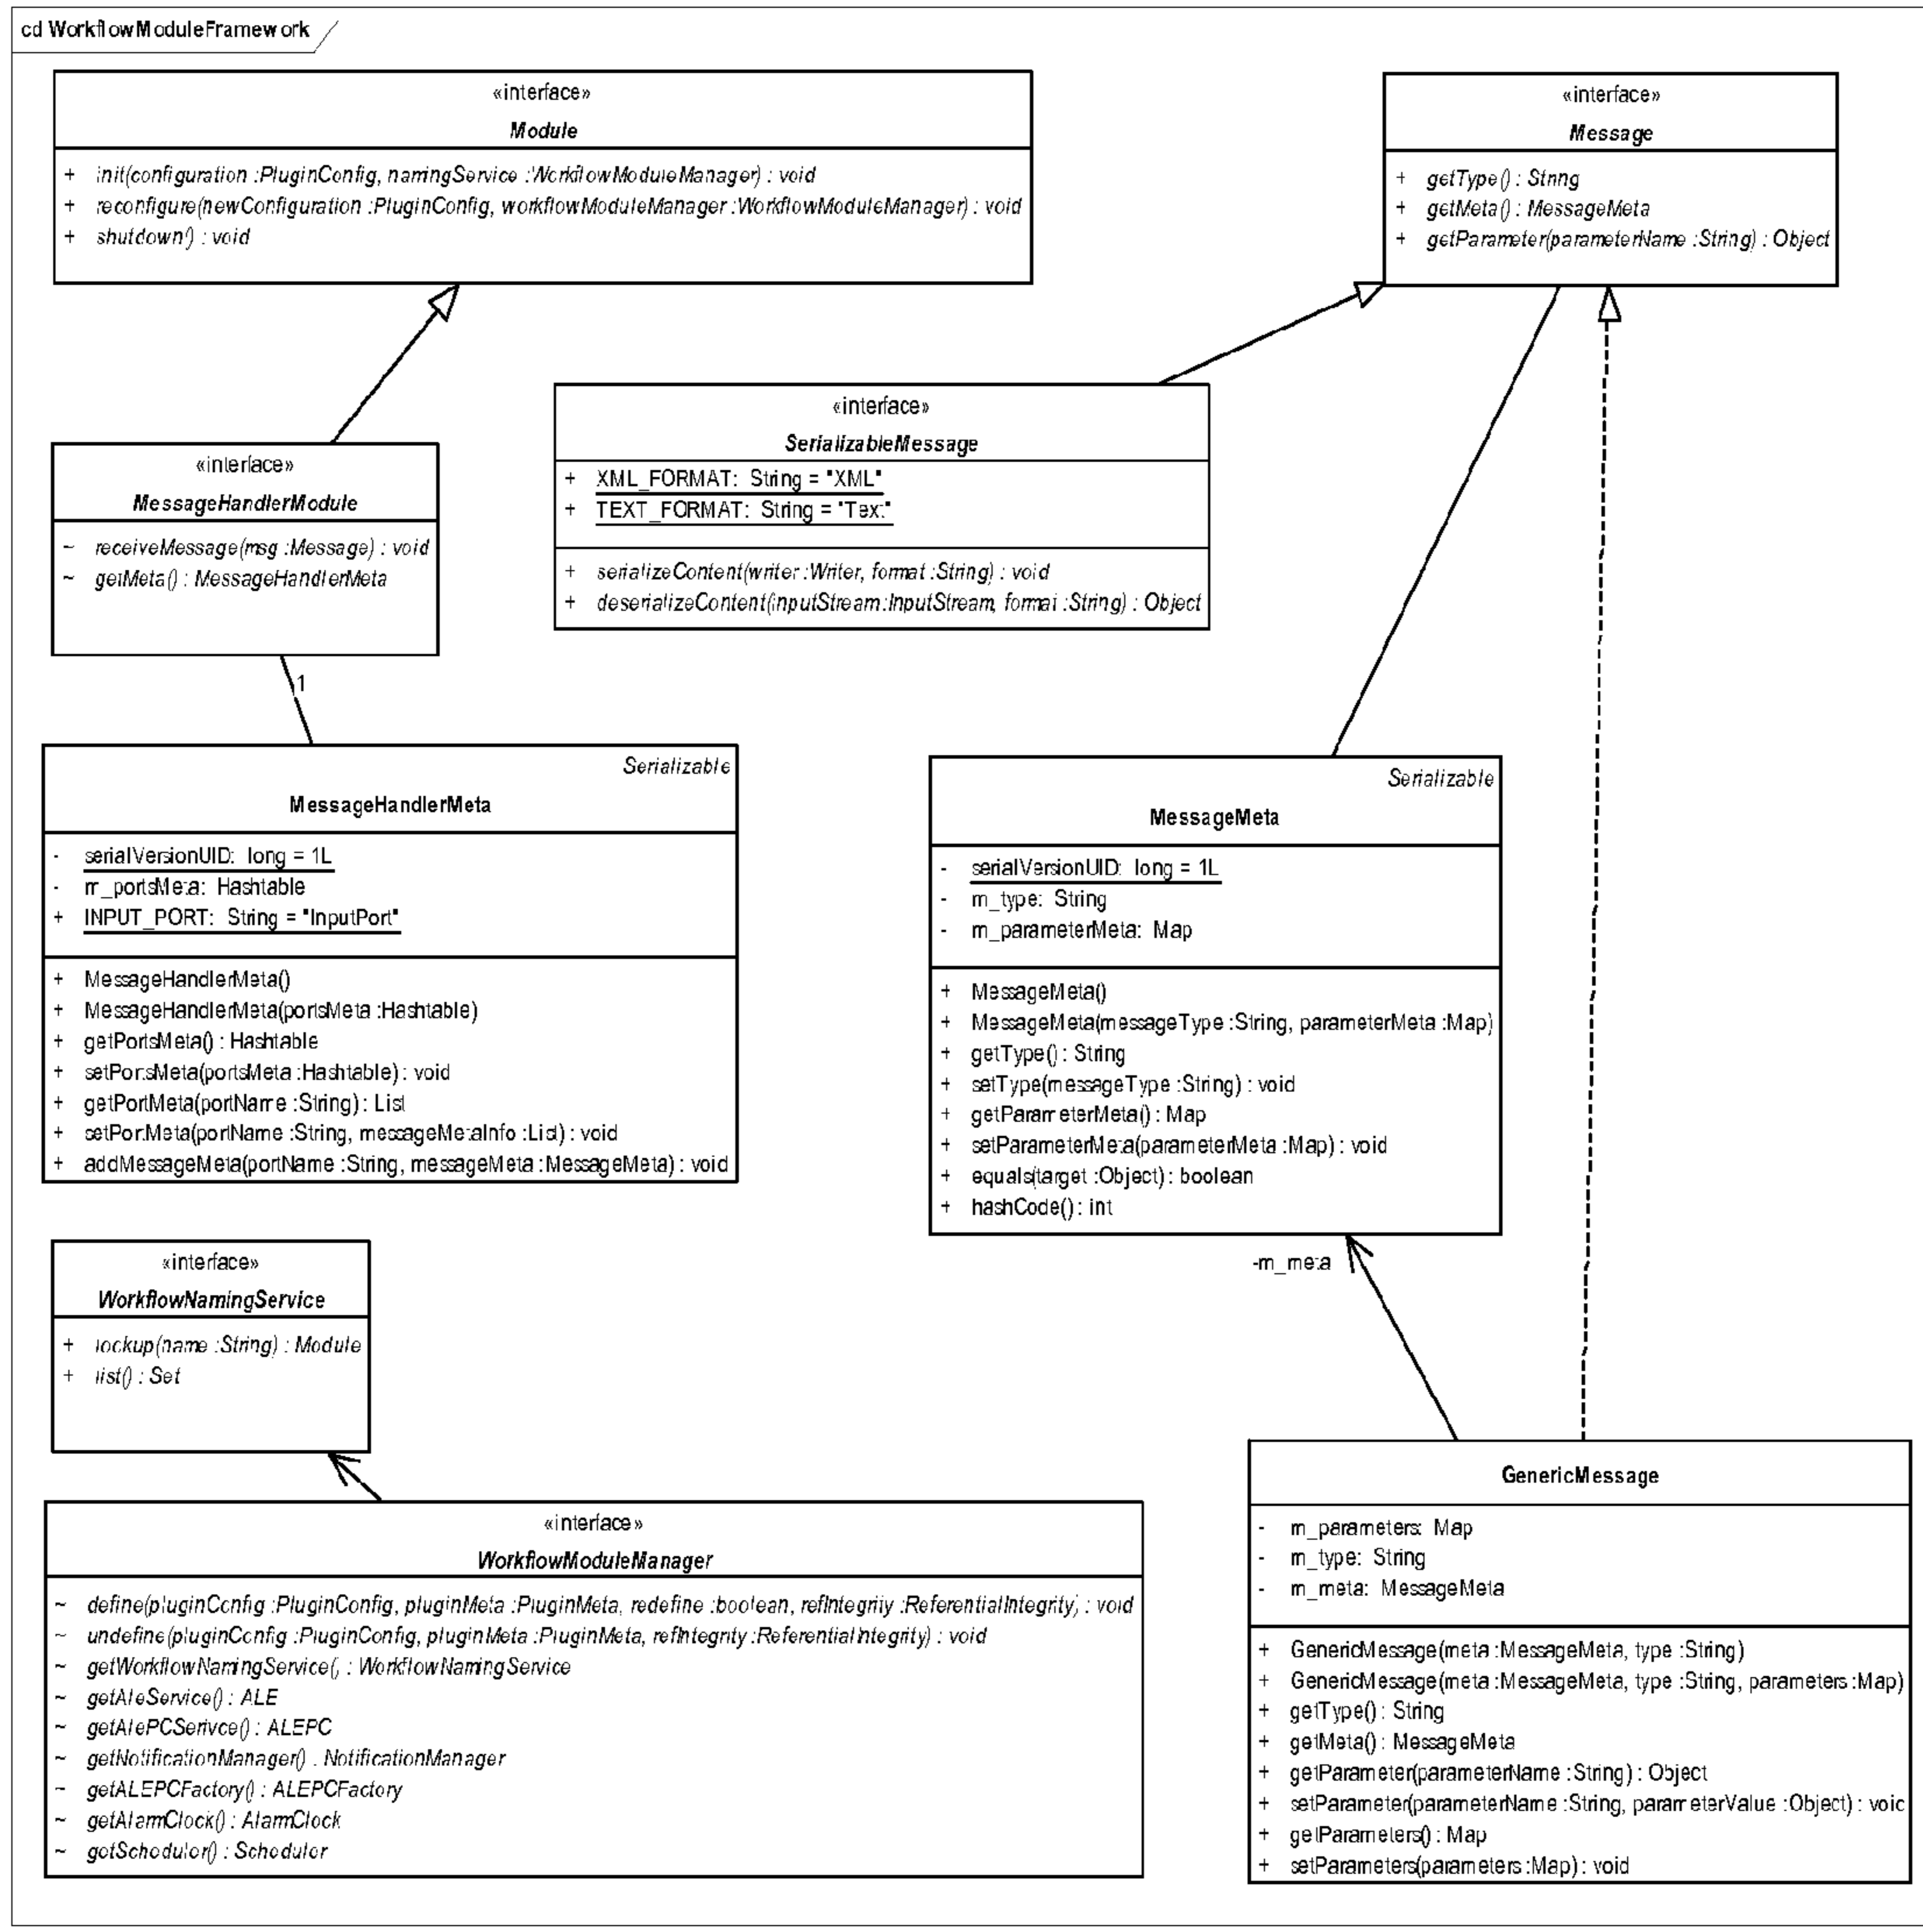 cd WorkflowModuleFramework
«interface»
Module
+ init(configuration :PluginConfig, namingService :WorkflowModuleManager) : void
+ reconfigure(newConfiguration :PluginConfig, workflowModuleManager :WorkflowModuleManager) : void
+ shutdown() : void
«interface»
Message
+ getType() : String
+ getMeta() : MessageMeta
+ getParameter(parameterName :String) : Object
«interface»
SerializableMessage
+ XML_FORMAT: String = "XML"
+ TEXT_FORMAT: String = "Text"
+ serializeContent(writer :Writer, format :String) : void
+ deserializeContent(inputStream :InputStream, format :String) : Object
«interface»
MessageHandlerModule
~ receiveMessage(msg :Message) : void
~ getMeta() : MessageHandlerMeta
1
Serializable
MessageHandlerMeta
- serialVersionUID: long = 1L
- m_portsMeta: Hashtable
+ INPUT_PORT: String = "InputPort"
+ MessageHandlerMeta()
+ MessageHandlerMeta(portsMeta :Hashtable)
+ getPortsMeta() : Hashtable
+ setPortsMeta(portsMeta :Hashtable) : void
+ getPortMeta(portName :String) : List
+ setPortMeta(portName :String, messageMetaInfo :List) : void
+ addMessageMeta(portName :String, messageMeta :MessageMeta) : void
Serializable
MessageMeta
- serialVersionUID: long = 1L
- m_type: String
- m_parameterMeta: Map
+ MessageMeta()
+ MessageMeta(messageType :String, parameterMeta :Map)
+ getType() : String
+ setType(messageType :String) : void
+ getParameterMeta() : Map
+ setParameterMeta(parameterMeta :Map) : void
+ equals(target :Object) : boolean
+ hashCode() : int
-m_meta
«interface»
WorkflowNamingService
+ lookup(name :String) : Module
+ list() : Set
«interface»
WorkflowModuleManager
~ define(pluginConfig :PluginConfig, pluginMeta :PluginMeta, redefine :boolean, refIntegrity :ReferentialIntegrity) : void
~ undefine(pluginConfig :PluginConfig, pluginMeta :PluginMeta, refIntegrity :ReferentialIntegrity) : void
~ getWorkflowNamingService() : WorkflowNamingService
~ getAleService() : ALE
~ getAlePCSerivce() : ALEPC
~ getNotificationManager() : NotificationManager
~ getALEPCFactory() : ALEPCFactory
~ getAlarmClock() : AlarmClock
~ getScheduler() : Scheduler
GenericMessage
- m_parameters: Map
- m_type: String
- m_meta: MessageMeta
+ GenericMessage(meta :MessageMeta, type :String)
+ GenericMessage(meta :MessageMeta, type :String, parameters :Map)
+ getType() : String
+ getMeta() : MessageMeta
+ getParameter(parameterName :String) : Object
+ setParameter(parameterName :String, parameterValue :Object) : void
+ getParameters() : Map
+ setParameters(parameters :Map) : void